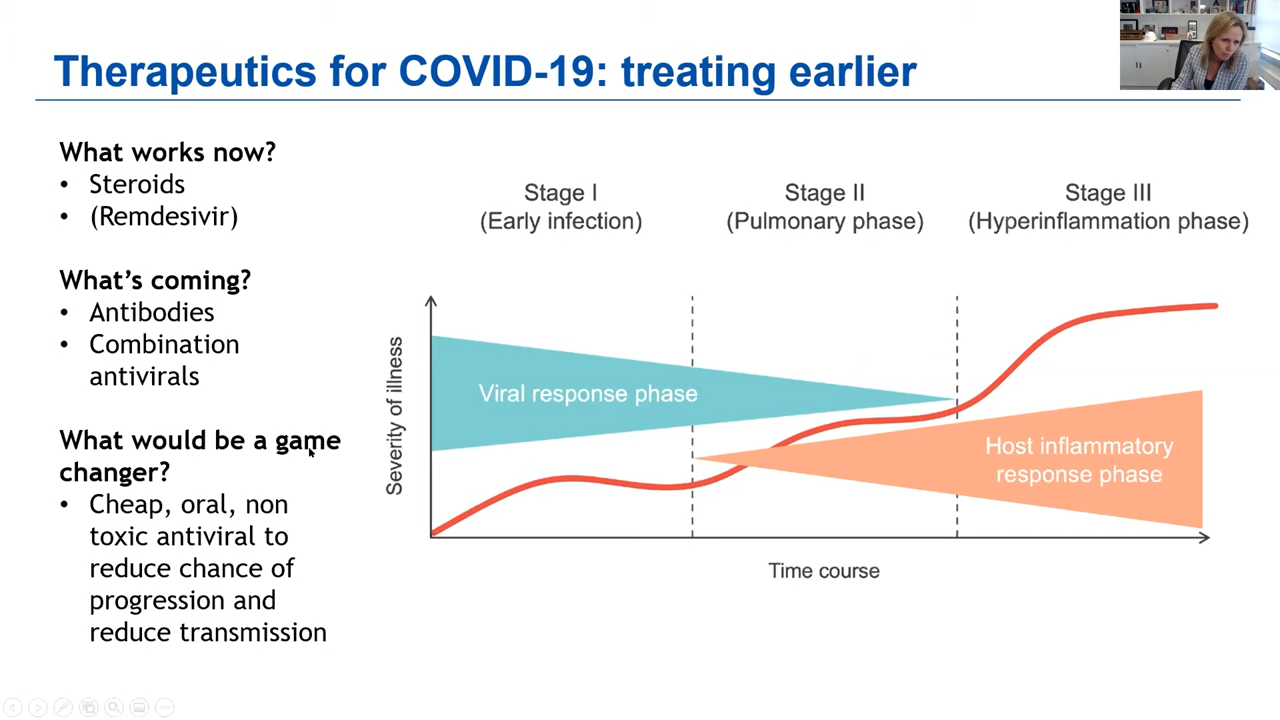 Therapeutics for COVID-19: treating earlier
What works now?
• Steroids
• (Remdesivir)
What’s coming?
• Antibodies
• Combination
antivirals
What would be a game
changer?
• Cheap, oral, non
toxic antiviral to
reduce chance of
progression and
reduce transmission
Stage I
(Early infection)
Stage II
(Pulmonary phase)
Stage III
(Hyperinflammation phase)
Severity of illness
Viral response phase
Host inflammatory
response phase
Time course